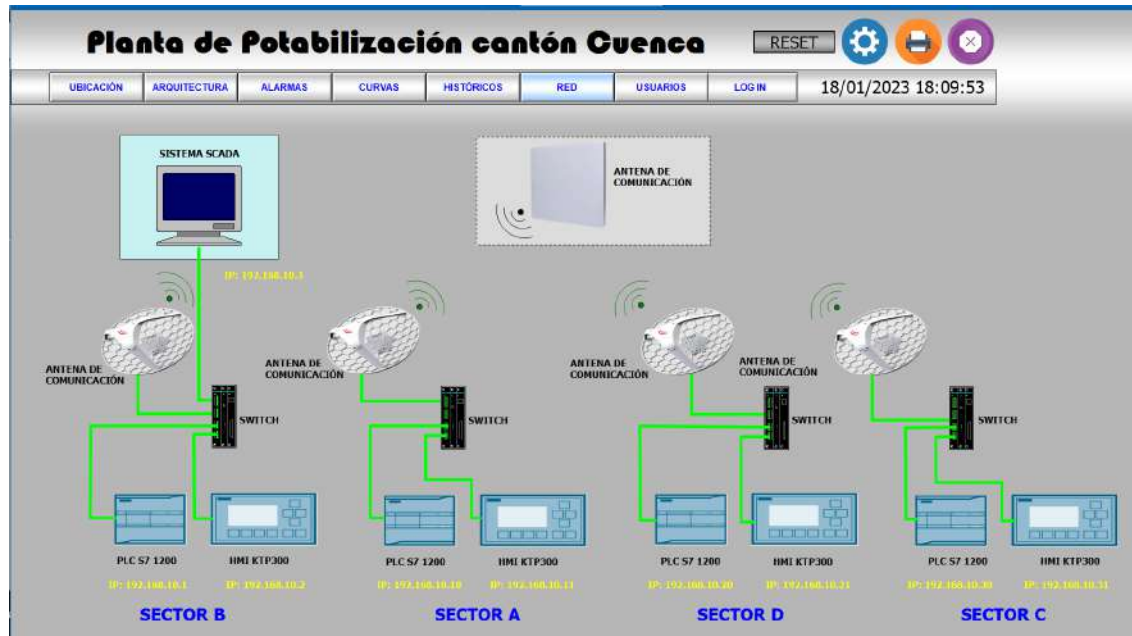 Planta de Potabilización cantón Cuenca
RESET
UBICACIÓN
ARQUITECTURA
ALARMAS
CURVAS
HISTÓRICOS
RED
USUARIOS
LOG IN
18/01/2023 18:09:53
SISTEMA SCADA
ANTENA DE
COMUNICACIÓN
IP: 192.168.10.3
ANTENA DE
COMUNICACIÓN
ANTENA DE
COMUNICACIÓN
ANTENA DE
COMUNICACIÓN
ANTENA DE
COMUNICACIÓN
SWITCH
SWITCH
SWITCH
SWITCH
PLC S7 1200
HMI KTP300
PLC S7 1200
HMI KTP300
PLC S7 1200
HMI KTP300
PLC S7 1200
HMI KTP300
IP: 192.168.10.1
IP: 192.168.10.2
IP: 192.168.10.10
IP: 192.168.10.11
IP: 192.168.10.20
IP: 192.168.10.21
IP: 192.168.10.30
IP: 192.168.10.31
SECTOR B
SECTOR A
SECTOR D
SECTOR C